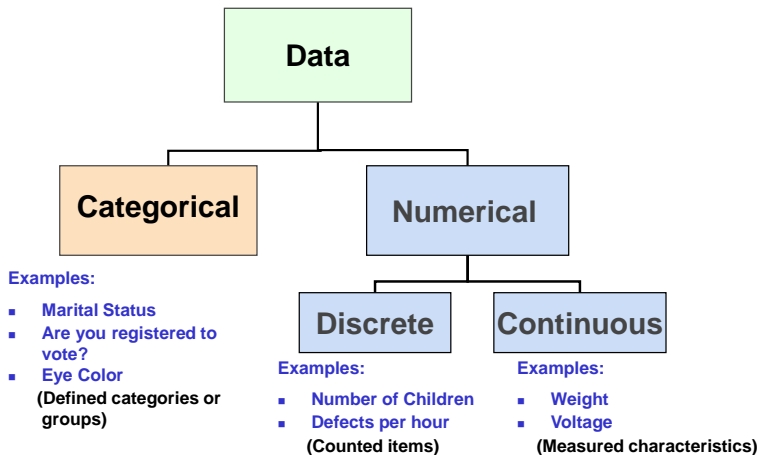 Data
Categorical
Numerical
Examples:
▪ Marital Status
▪ Are you registered to
vote?
▪ Eye Color
(Defined categories or
groups)
Discrete
Examples:
▪ Number of Children
▪ Defects per hour
(Counted items)
Continuous
Examples:
▪ Weight
▪ Voltage
(Measured characteristics)